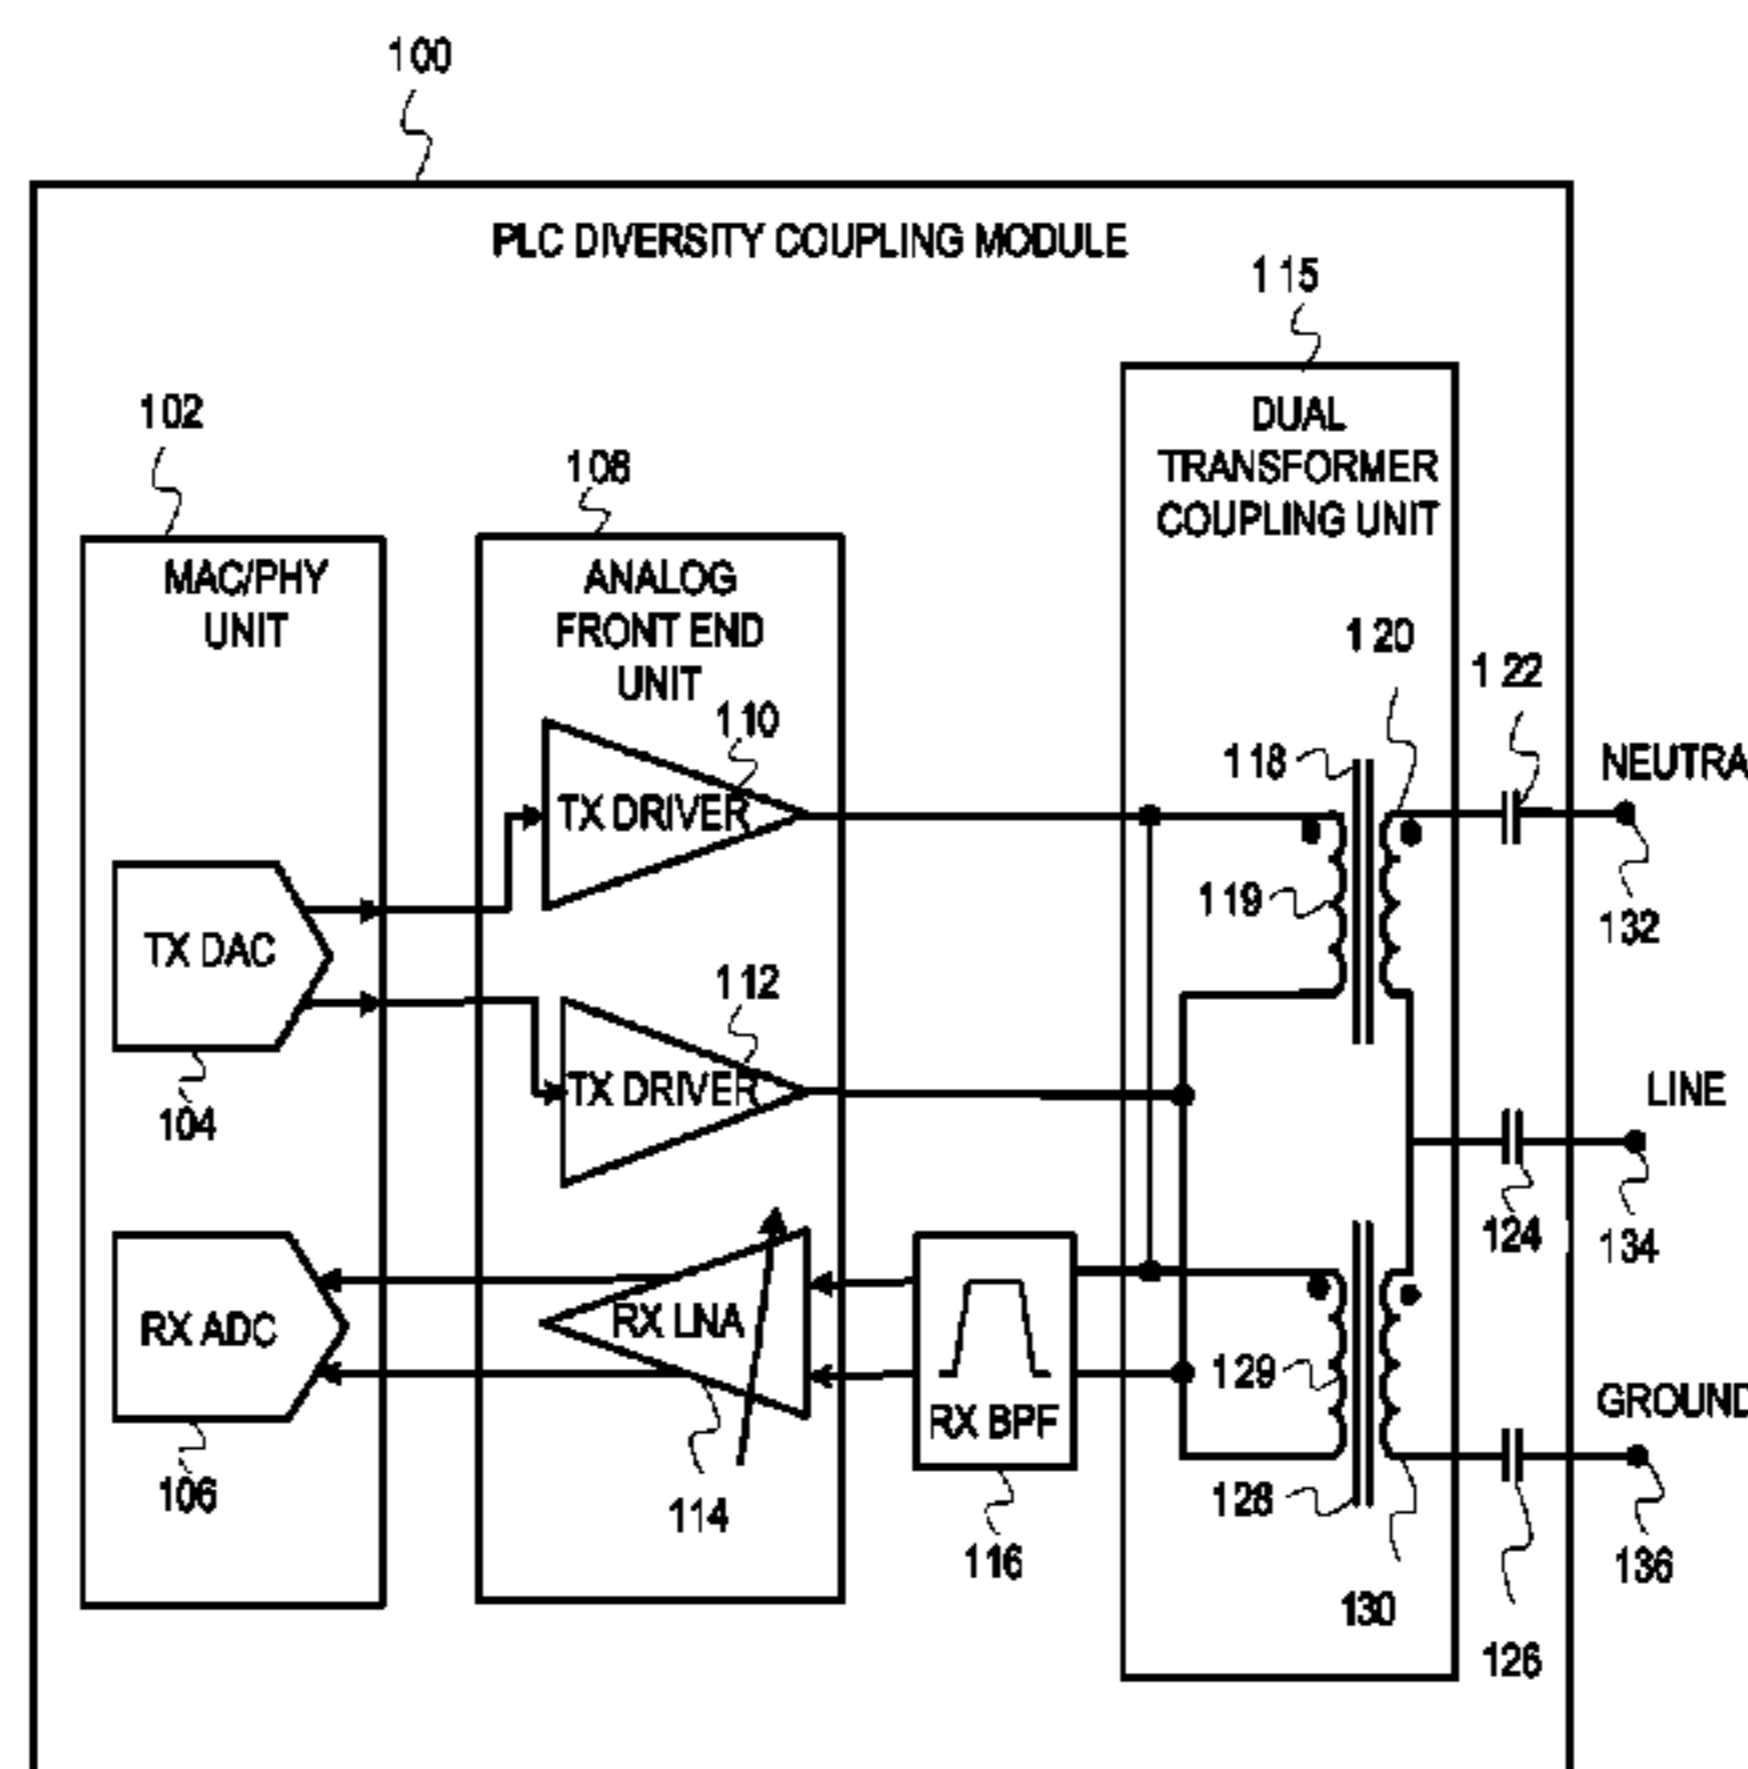 100
PLC DIVERSITY COUPLING MODULE
115
102
108
DUAL
TRANSFORMER
COUPLING UNIT
MAC/PHY
UNIT
ANALOG
FRONT END
UNIT
120
122
110
118
NEUTRA
TX DRIVER
119
132
TX DAC
112
104
TX DRIVER
LINE
124
134
RX ADC
RX LNA
129
GROUND
RX BPF
106
114
128
116
136
130
126